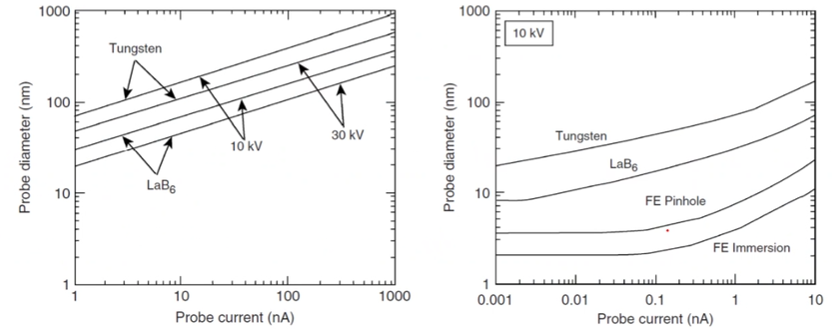 1000
100
10
1
1
10
100
1000
Probe diameter (nm)
Probe current (nA)
Tungsten
10 kV
30 kV
LaB6
1000
100
10
1
0.001
0.01
0.1
1
10
Probe diameter (nm)
Probe current (nA)
10 kV
Tungsten
LaB6
FE Pinhole
FE Immersion